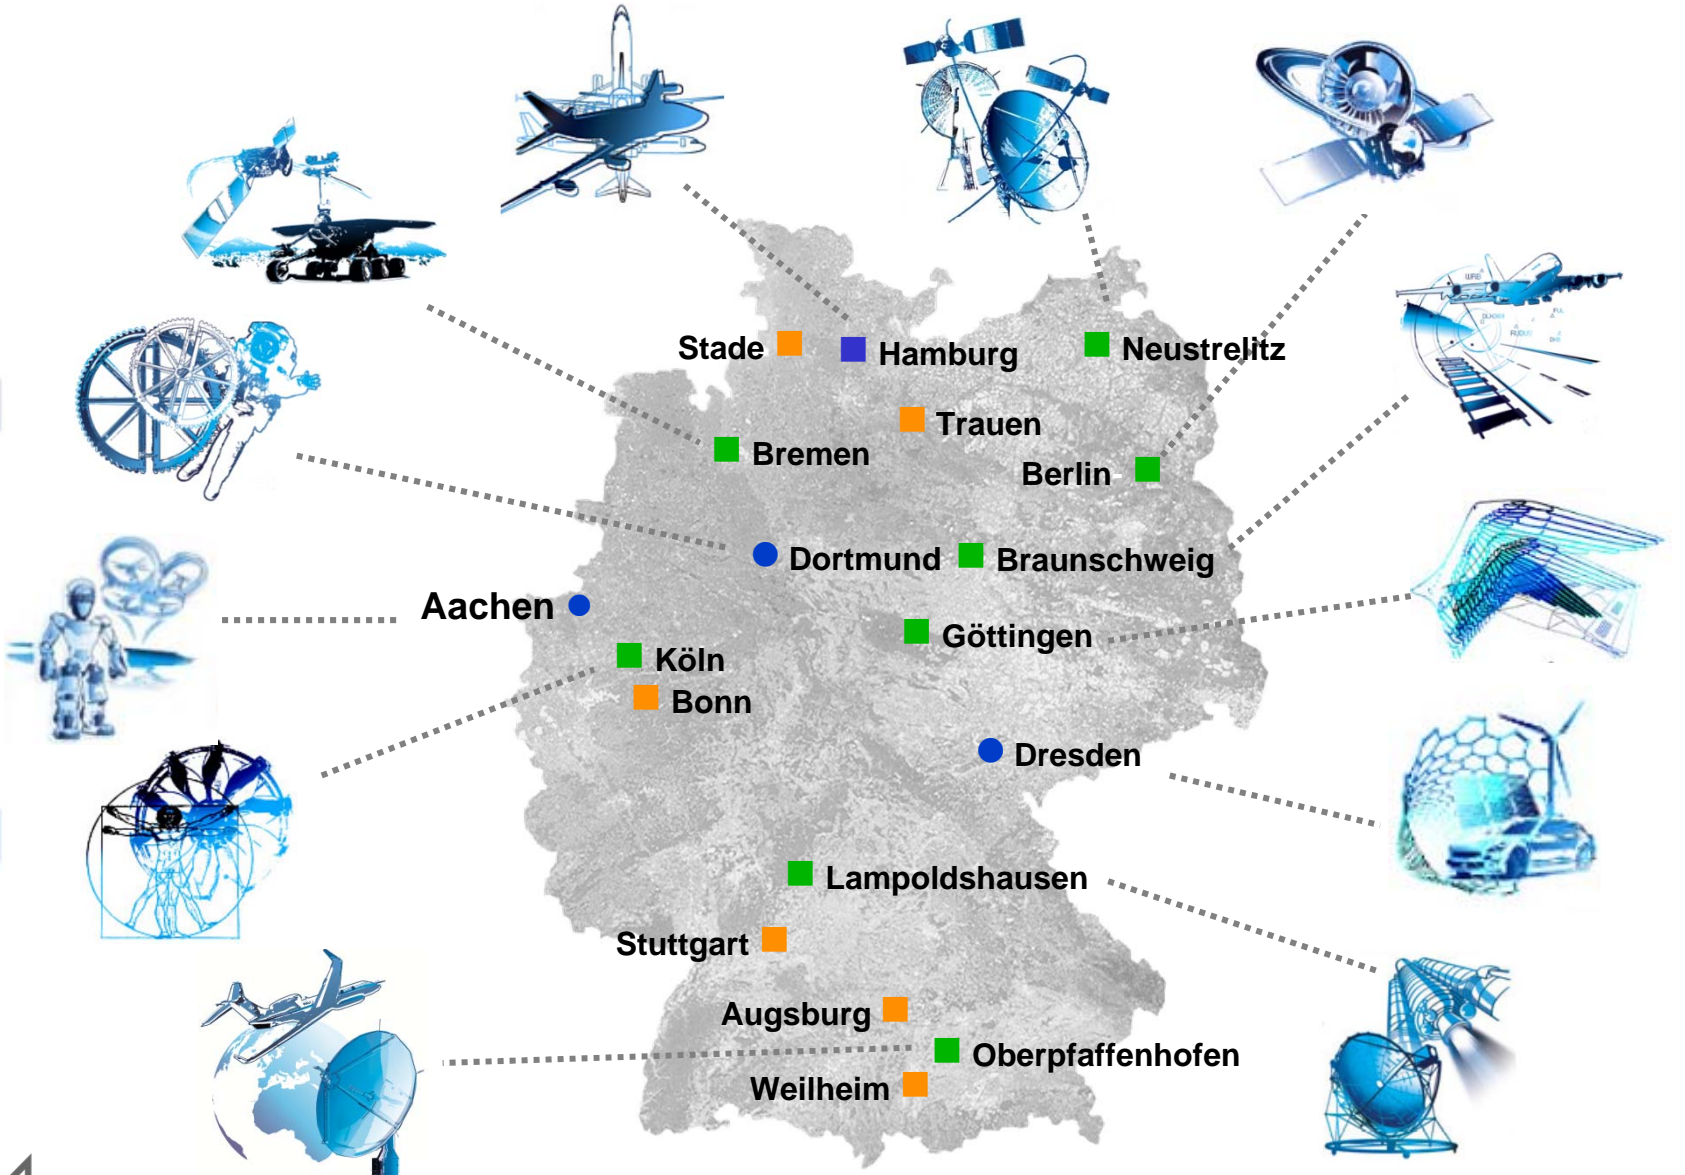 Stade
Hamburg
Neustrelitz
Trauen
Bremen
Berlin
Dortmund
Braunschweig
Aachen
Göttingen
Köln
Bonn
Dresden
Lampoldshausen
Stuttgart
Augsburg
Oberpfaffenhofen
Weilheim